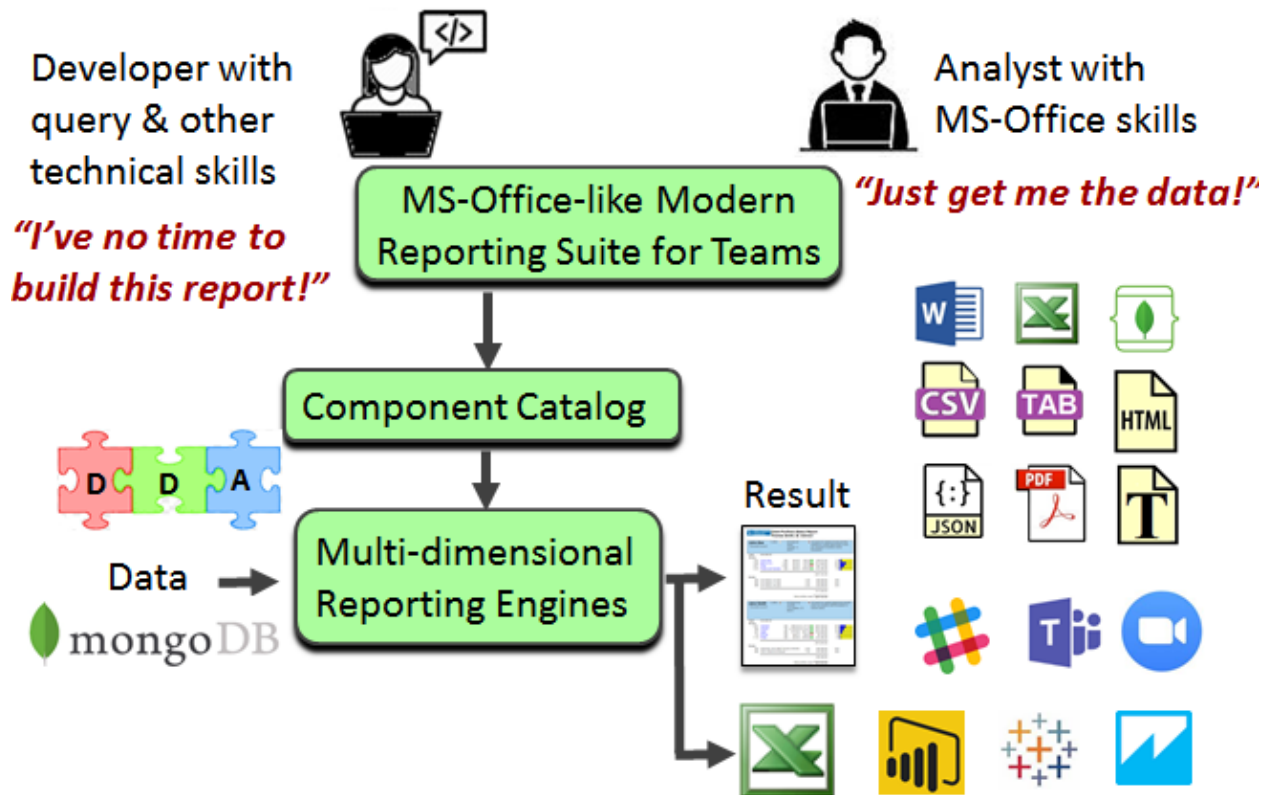 </>
Developer with
query & other
technical skills
“I’ve no time to
build this report!”
Analyst with
MS-Office skills
“Just get me the data!”
MS-Office-like Modern
Reporting Suite for Teams
Component Catalog
D D A
Multi-dimensional
Reporting Engines
Data
mongoDB
Result
W
X
CSV
TAB
HTML
{:}
JSON
PDF
T
T
X